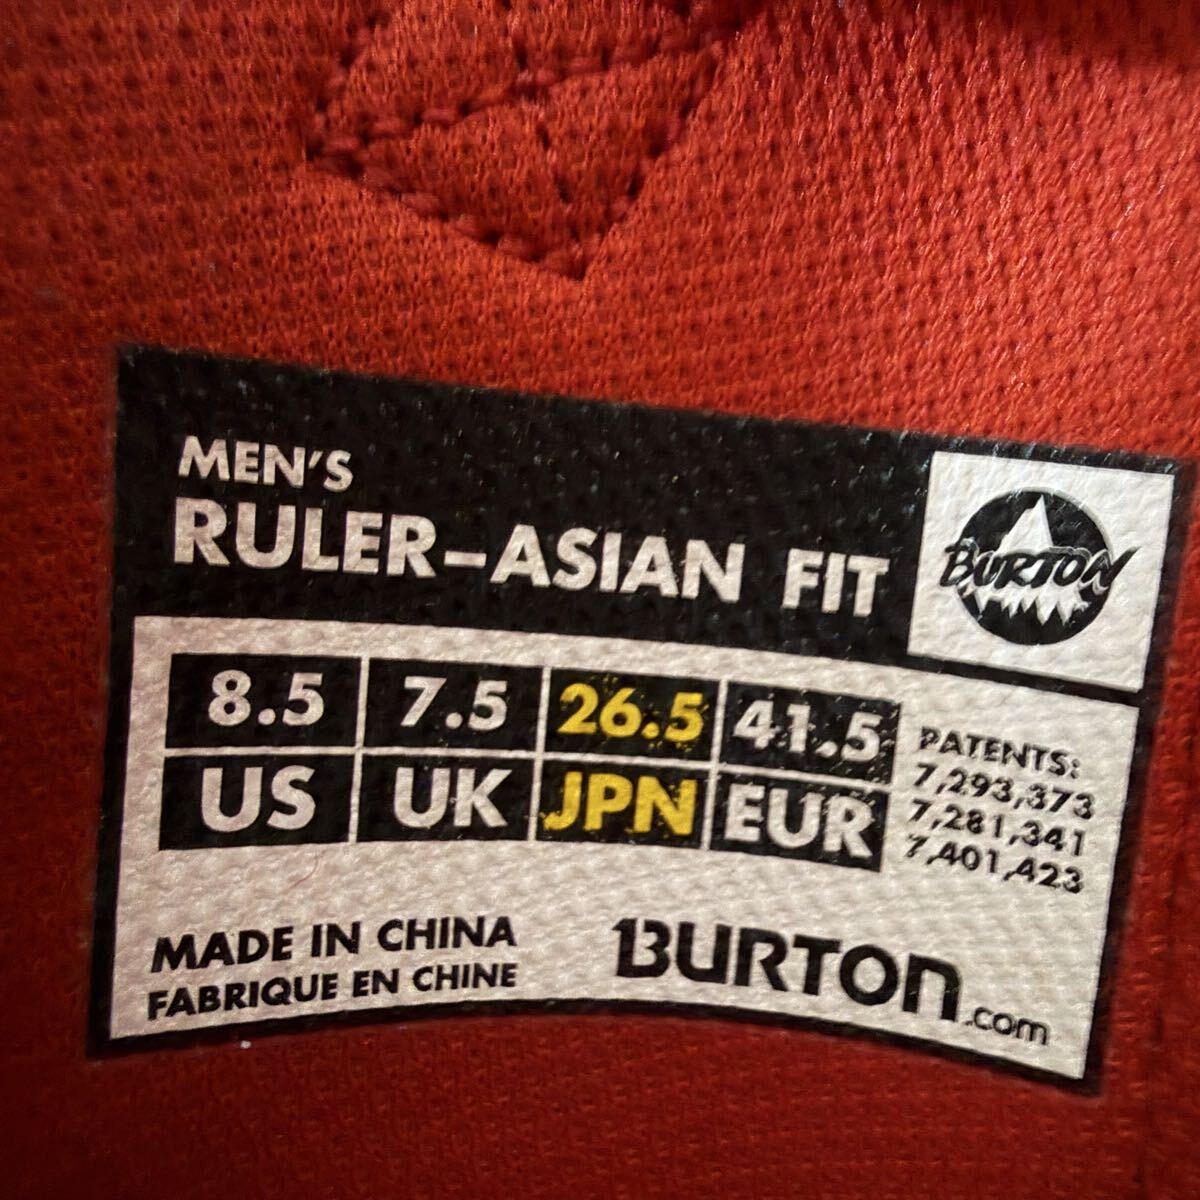 MEN'S
RULER-ASIAN FIT
BURTON
8.5 7.5 26.5 41.5
US UK JPN EUR
PATENTS:
7,293,373
7,281,341
7,401,423
MADE IN CHINA
FABRIQUE EN CHINE
BURTON.com